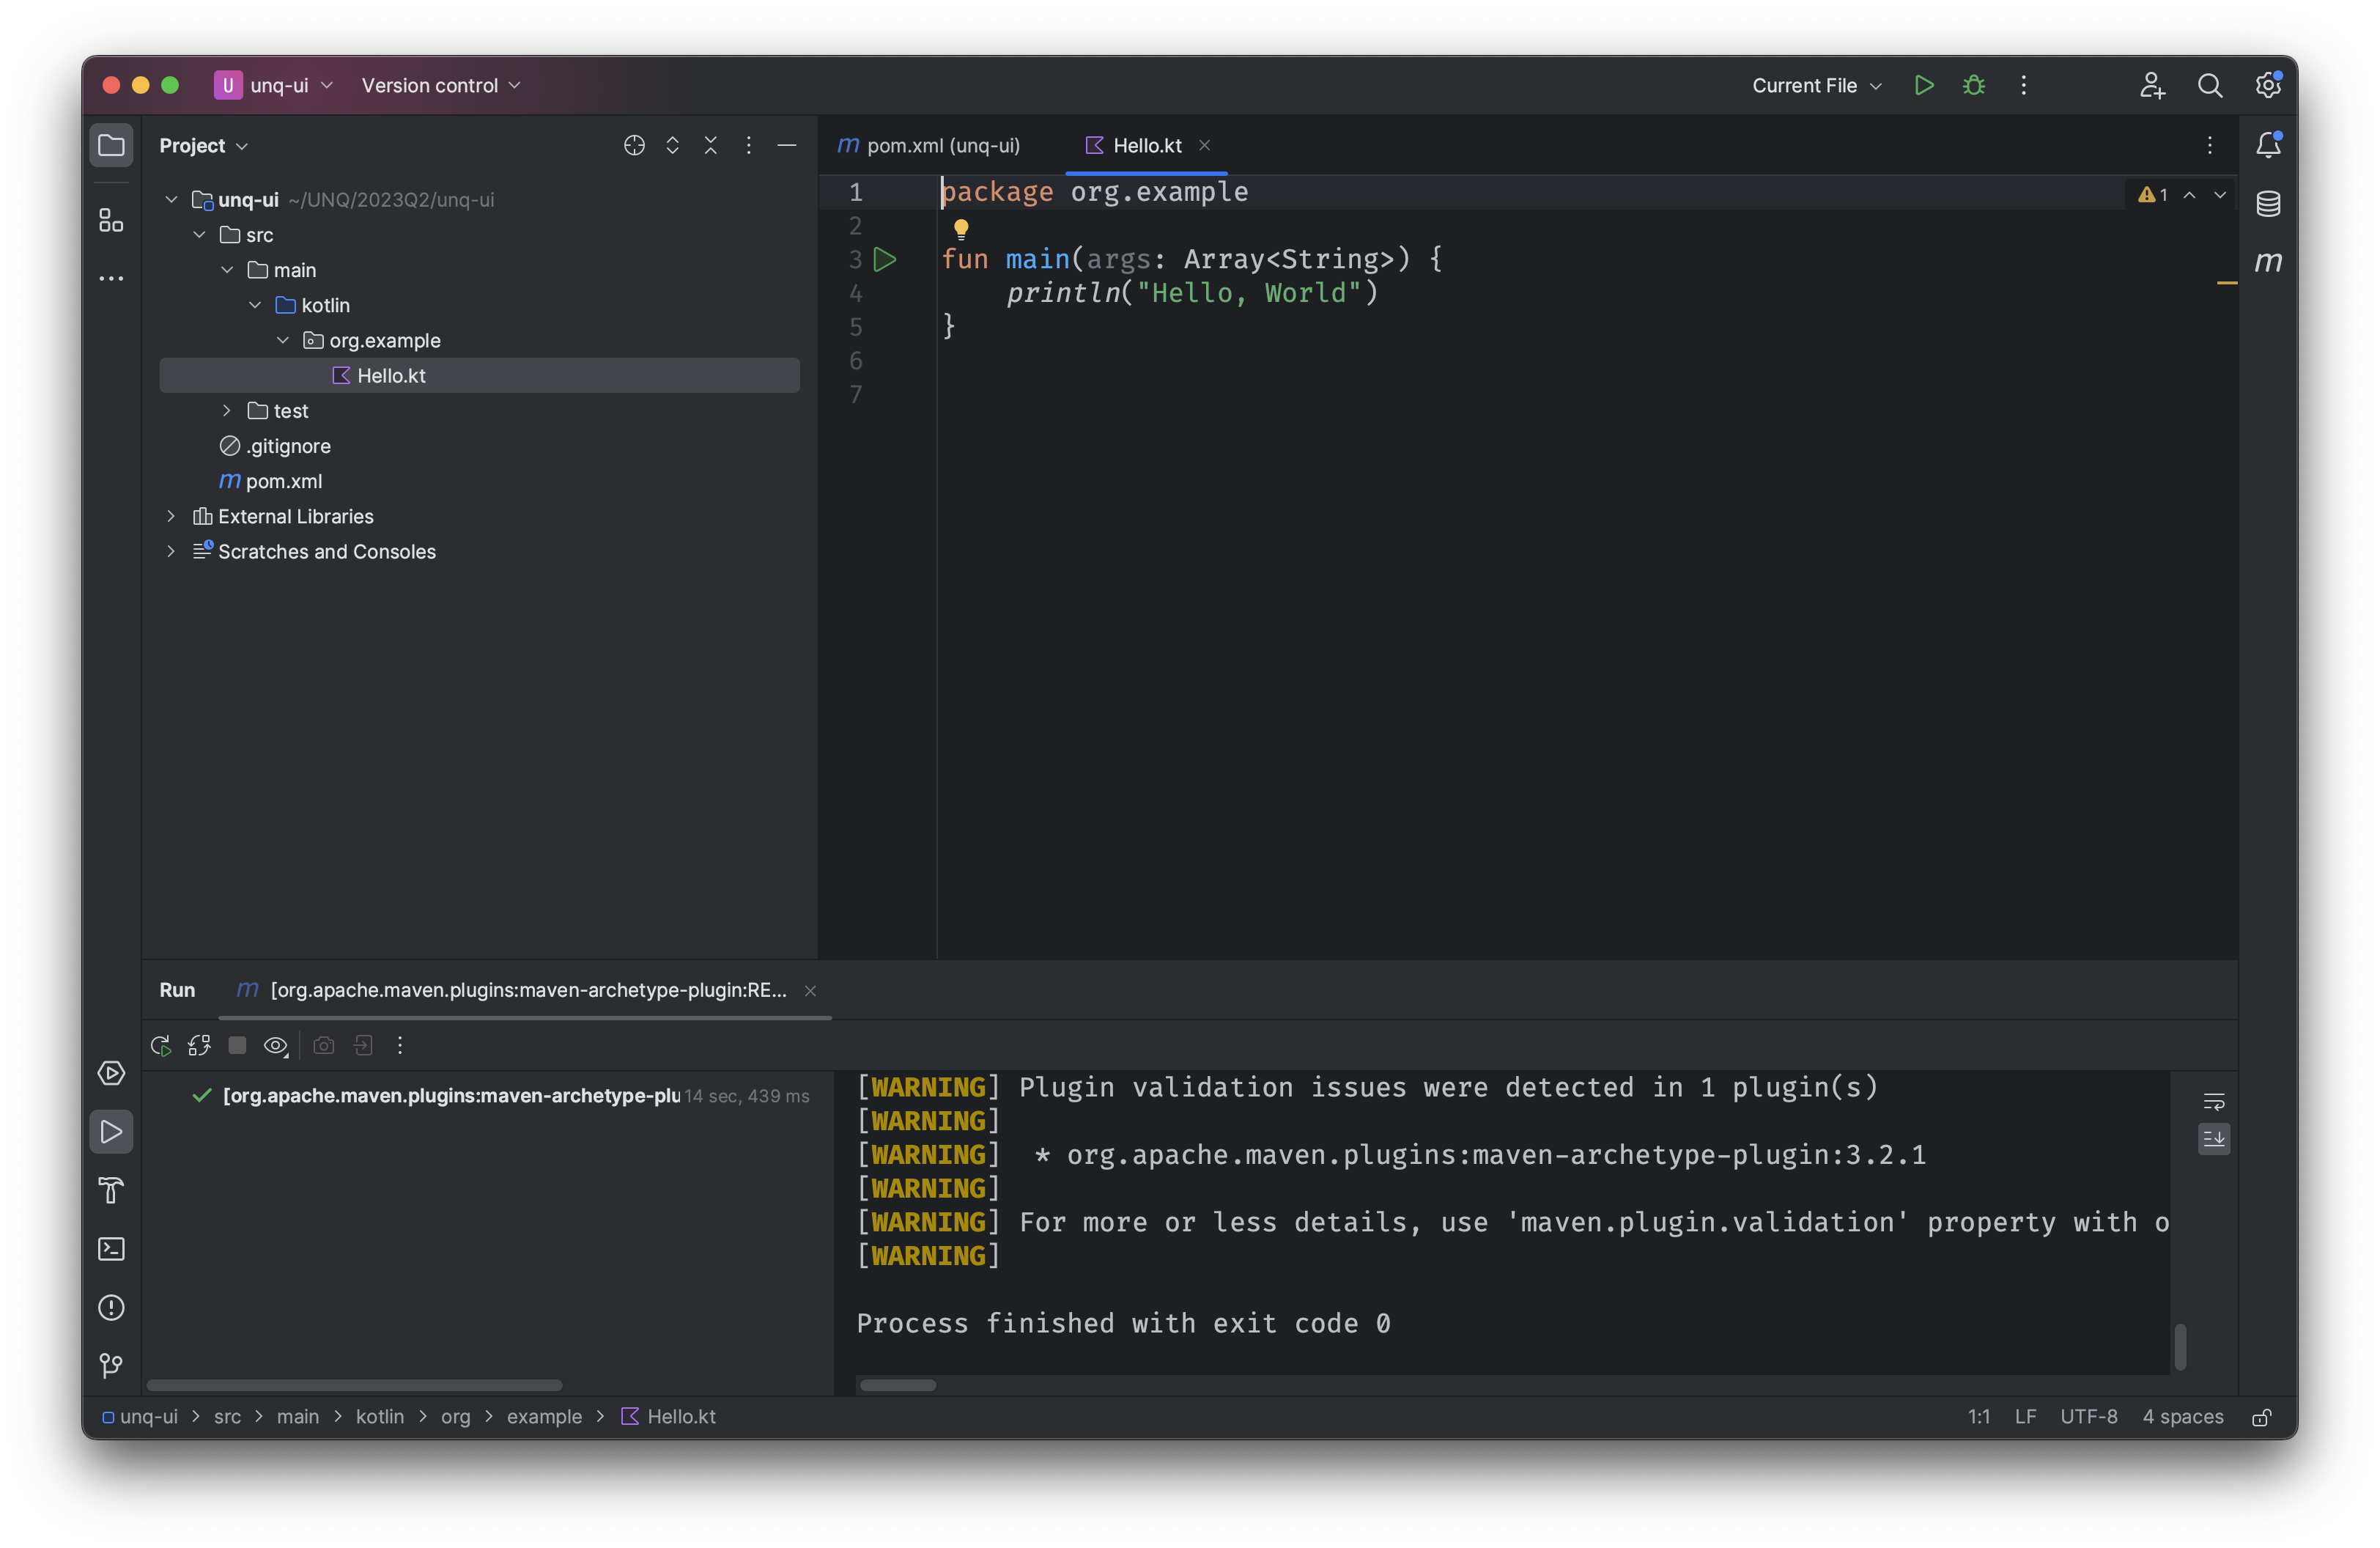 U unq-ui Version control Current File
Project
unq-ui ~/UNQ/2023Q2/unq-ui
src
main
kotlin
org.example
Hello.kt
test
.gitignore
m pom.xml
External Libraries
Scratches and Consoles
m pom.xml (unq-ui) Hello.kt
1 package org.example
2
3 fun main(args: Array<String>) {
4 println("Hello, World")
5 }
6
7
1
m
Run m [org.apache.maven.plugins:maven-archetype-plugin:RE...
[org.apache.maven.plugins:maven-archetype-plu 14 sec, 439 ms
[WARNING] Plugin validation issues were detected in 1 plugin(s)
[WARNING]
[WARNING]  * org.apache.maven.plugins:maven-archetype-plugin:3.2.1
[WARNING]
[WARNING] For more or less details, use 'maven.plugin.validation' property with o
[WARNING]
Process finished with exit code 0
unq-ui > src > main > kotlin > org > example > Hello.kt
1:1 LF UTF-8 4 spaces